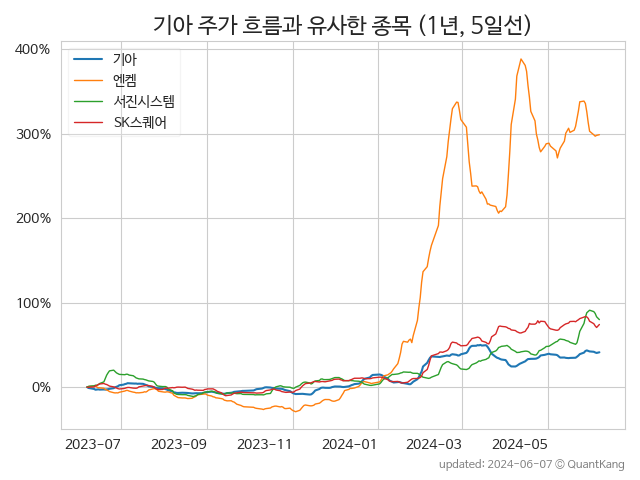 기아 주가 흐름과 유사한 종목 (1년, 5일선)
400%
300%
200%
100%
0%
기아
엔켐
서진시스템
SK스퀘어
2023-07 2023-09 2023-11 2024-01 2024-03 2024-05
updated: 2024-06-07 © QuantKang